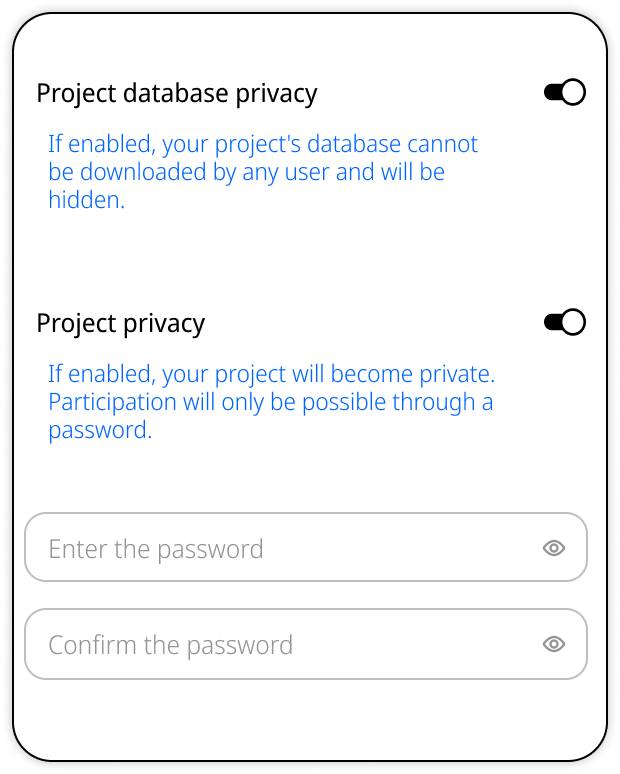 Project database privacy
If enabled, your project's database cannot
be downloaded by any user and will be
hidden.
Project privacy
If enabled, your project will become private.
Participation will only be possible through a
password.
Enter the password
Confirm the password